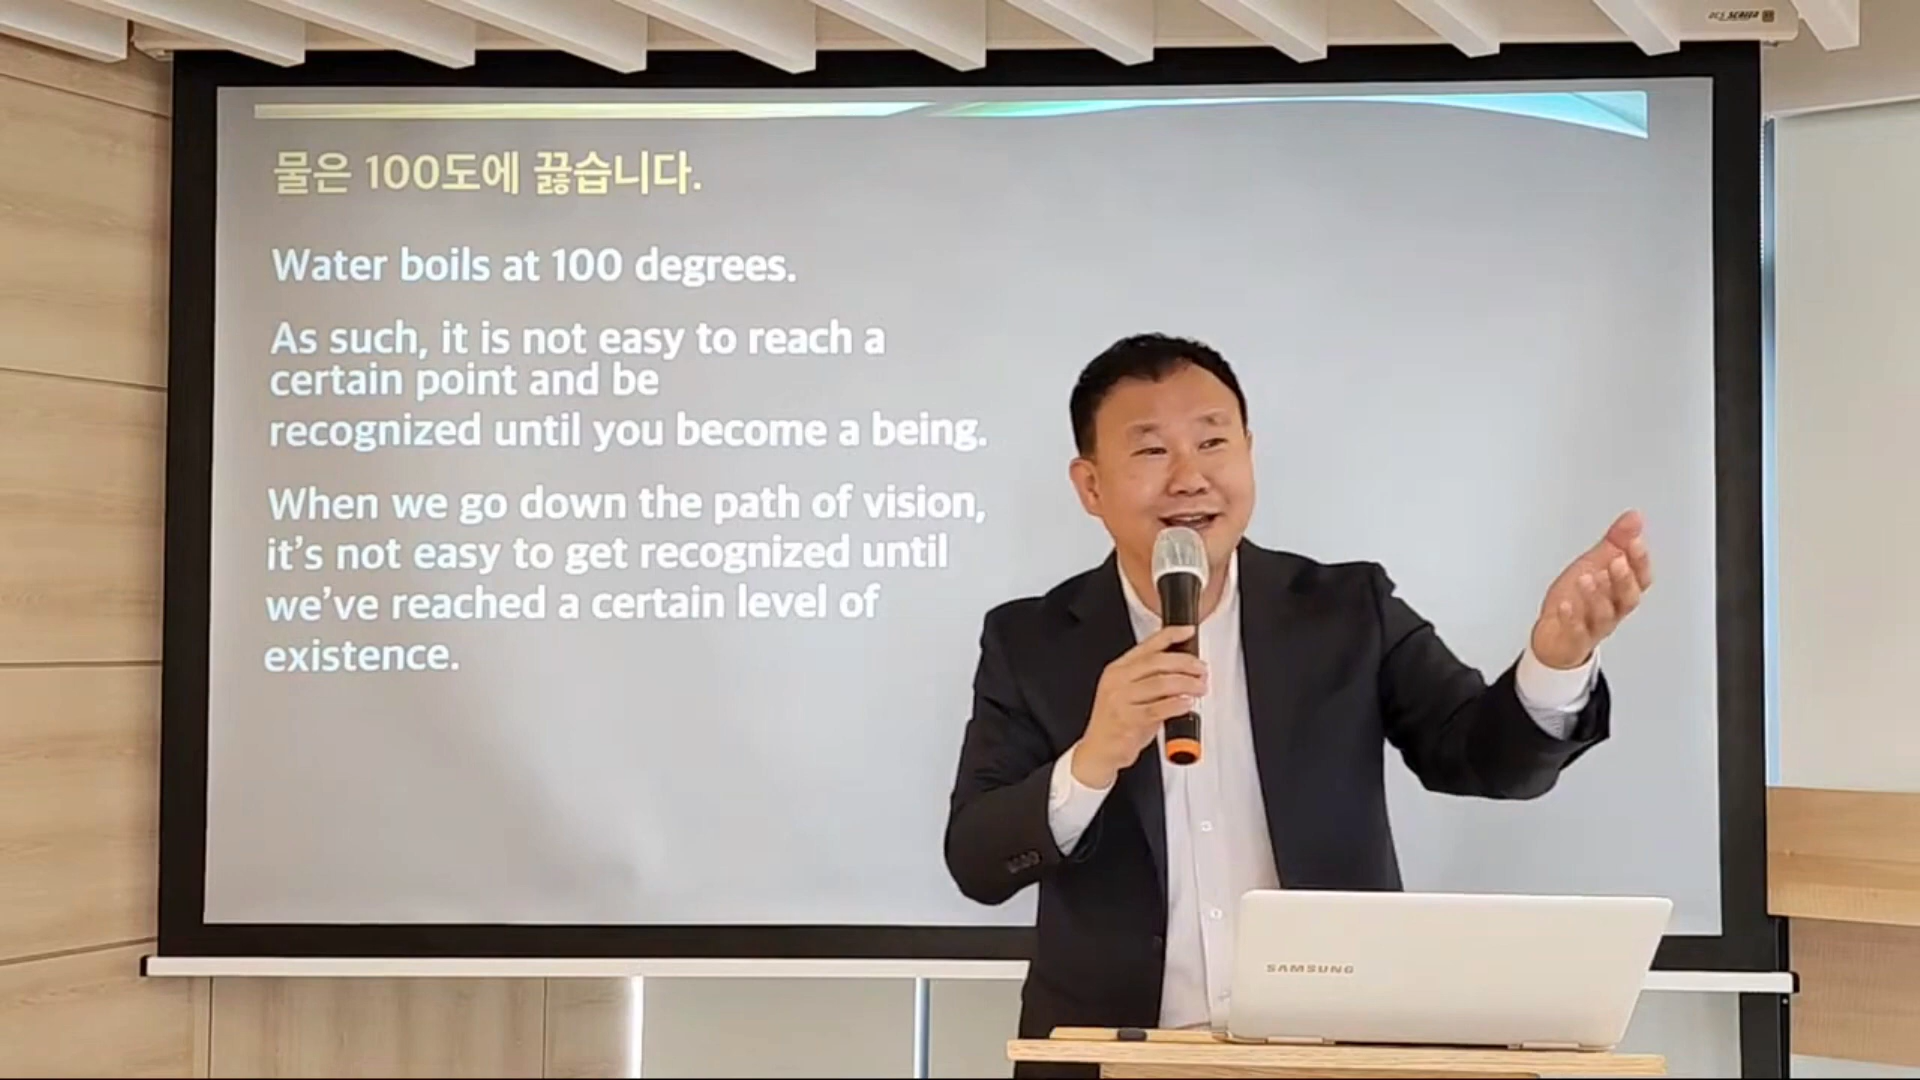 물은 100도에 끓습니다.
Water boils at 100 degrees.
As such, it is not easy to reach a
certain point and be
recognized until you become a being.
When we go down the path of vision,
it's not easy to get recognized until
we've reached a certain level of
existence.
SAMSUNG